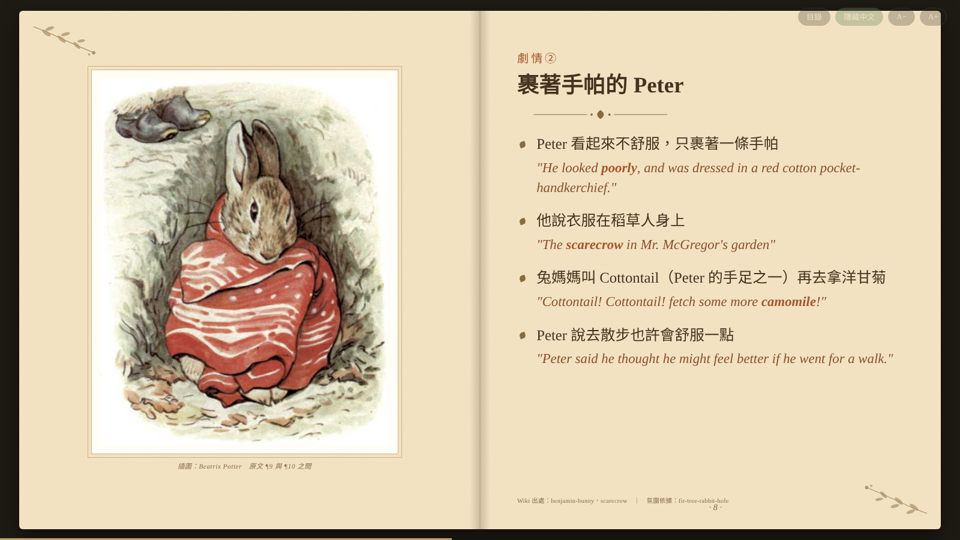 目錄
隱藏中文
A−
A+
插圖：Beatrix Potter 原文 ¶9 與 ¶10 之間
劇情②
裹著手帕的 Peter
Peter 看起來不舒服，只裹著一條手帕
"He looked poorly, and was dressed in a red cotton pocket-
handkerchief."
他說衣服在稻草人身上
"The scarecrow in Mr. McGregor's garden"
兔媽媽叫 Cottontail（Peter 的手足之一）再去拿洋甘菊
"Cottontail! Cottontail! fetch some more camomile!"
Peter 說去散步也許會舒服一點
"Peter said he thought he might feel better if he went for a walk."
Wiki 出處：benjamin-bunny、scarecrow ｜ 氛圍依據：fir-tree-rabbit-hole
· 8 ·